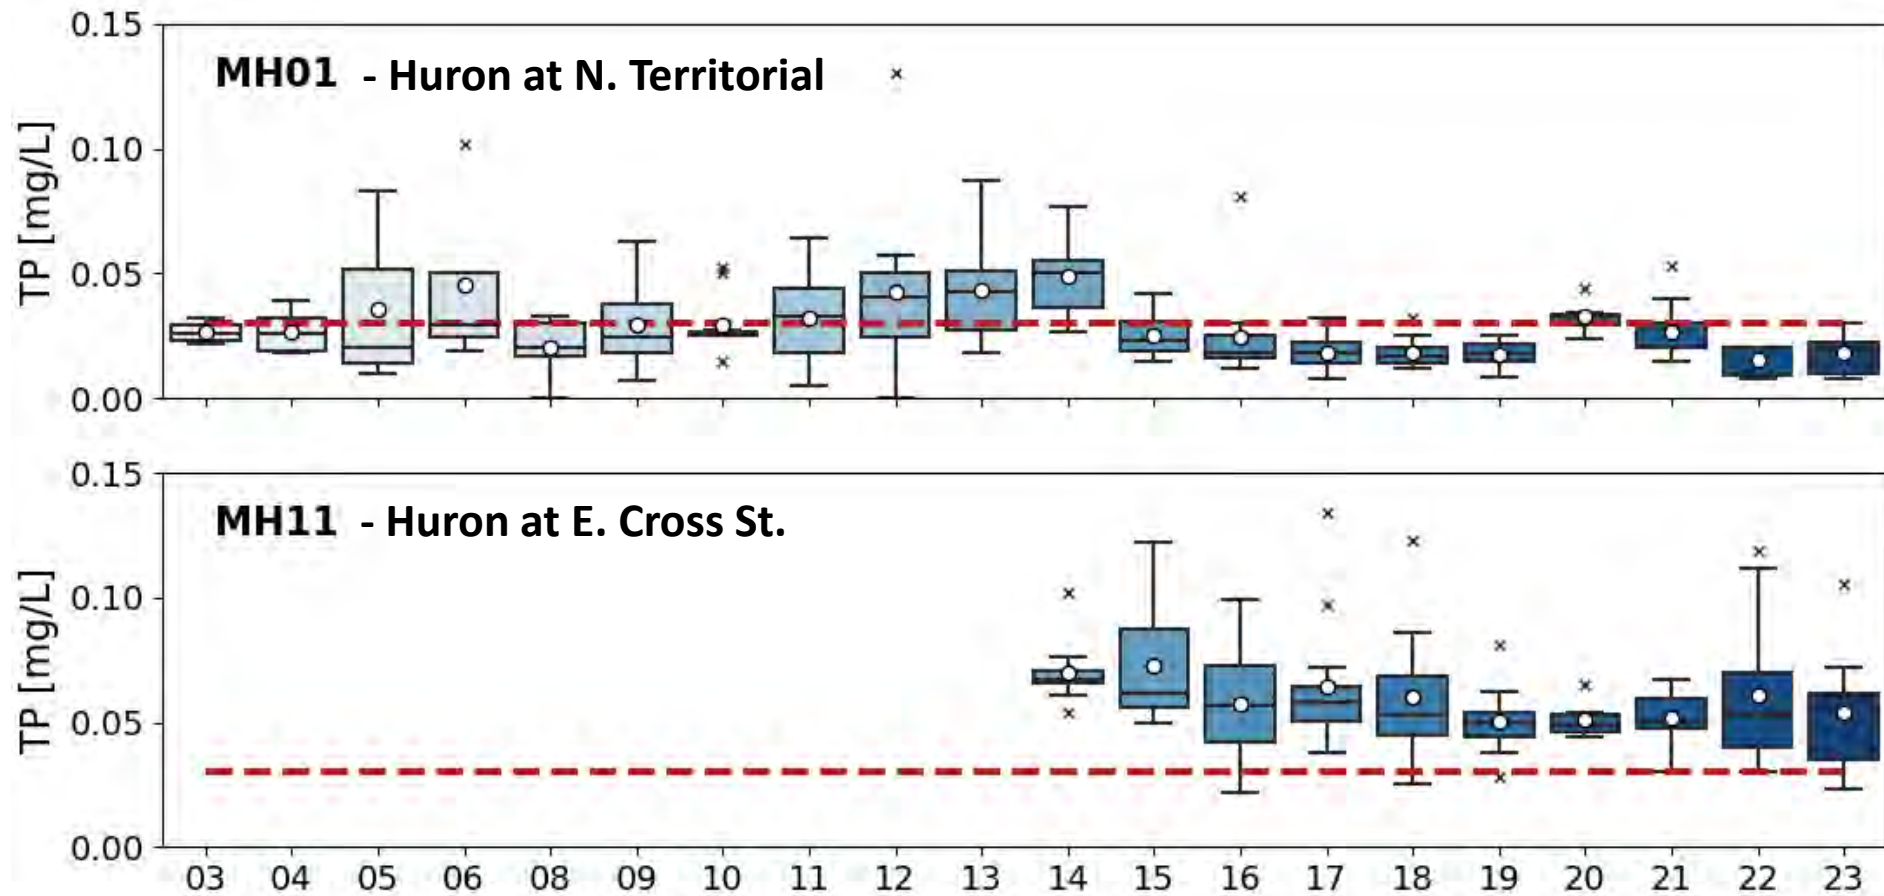 0.15
MH01 - Huron at N. Territorial
0.10
TP [mg/L]
0.05
0.00
0.15
MH11 - Huron at E. Cross St.
0.10
TP [mg/L]
0.05
0.00
03 04 05 06 08 09 10 11 12 13 14 15 16 17 18 19 20 21 22 23